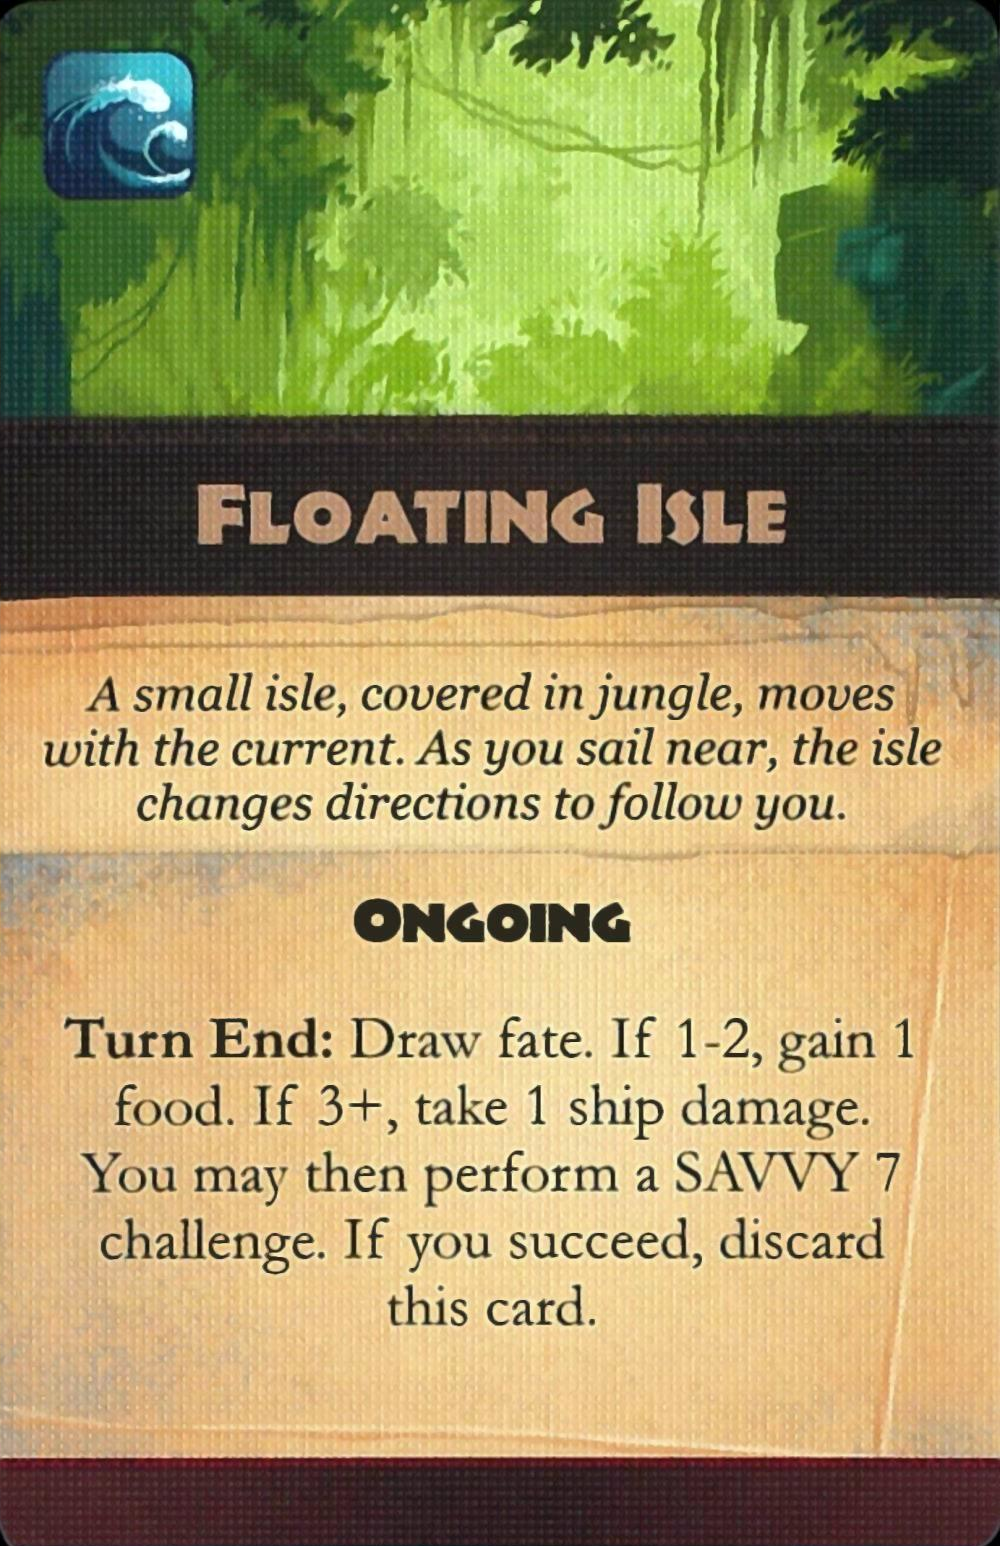 Floating Isle
A small isle, covered in jungle, moves
with the current. As you sail near, the isle
changes directions to follow you.
Ongoing
Turn End: Draw fate. If 1-2, gain 1
food. If 3+, take 1 ship damage.
You may then perform a SAVVY 7
challenge. If you succeed, discard
this card.